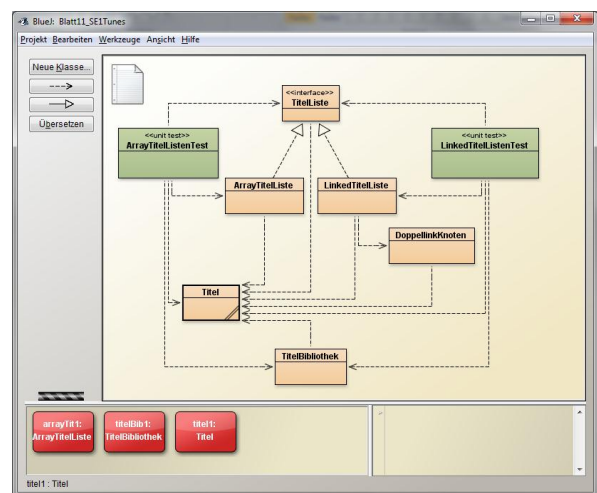 BlueJ: Blatt11_SE1Tunes
Projekt Bearbeiten Werkzeuge Ansicht Hilfe
Neue Klasse...
Übersetzen
<<interface>>
TitelListe
<<unit test>>
ArrayTitelListenTest
<<unit test>>
LinkedTitelListenTest
ArrayTitelListe
LinkedTitelListe
DoppellinkKnoten
Titel
TitelBibliothek
arrayTit1:
ArrayTitelListe
titelBib1:
TitelBibliothek
titel1:
Titel
titel1 : Titel